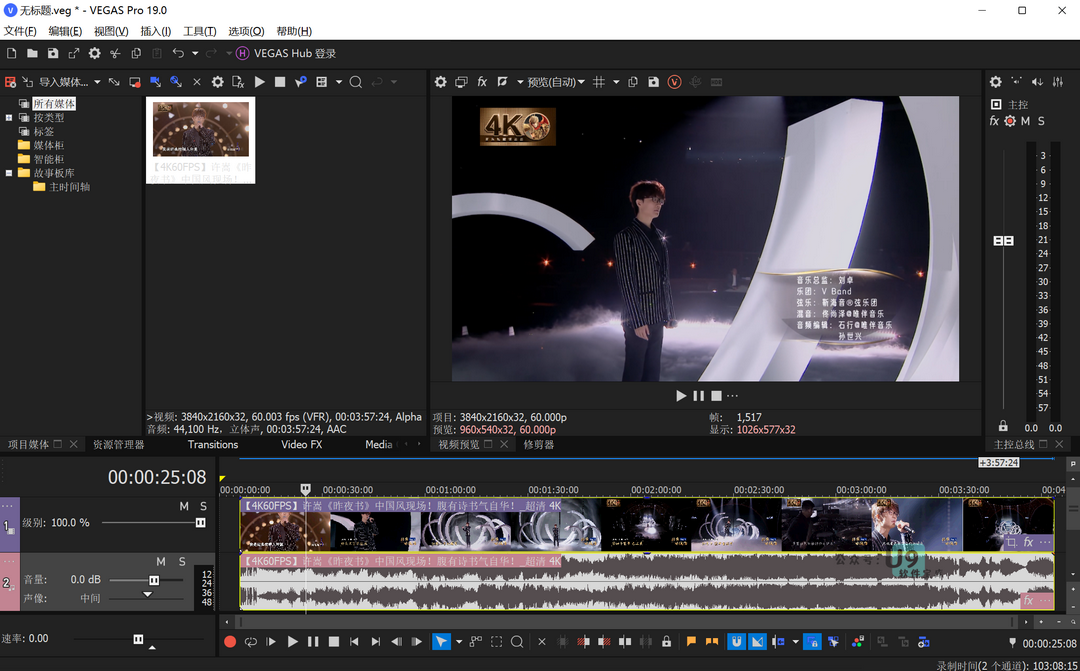 无标题.veg * - VEGAS Pro 19.0
文件(F) 编辑(E) 视图(V) 插入(I) 工具(T) 选项(O) 帮助(H)
VEGAS Hub 登录
导入媒体...
预览(自动)
所有媒体
按类型
标签
媒体柜
智能柜
故事板库
主时间轴
【4K60FPS】许嵩《昨
夜书》中国风现场！...
4K
音乐总监：刘卓
乐团：V Band
弦乐：靳海音®弦乐团
混音：佟尚泽@唯伴音乐
音频编辑：石行@唯伴音乐
孙世兴
主控
fx M S
3
6
9
12
15
18
21
24
27
30
33
36
39
42
45
48
51
54
57
0.0 0.0
>视频: 3840x2160x32, 60.003 fps (VFR), 00:03:57:24, Alpha
音频: 44,100 Hz, 立体声, 00:03:57:24, AAC
项目: 3840x2160x32, 60.000p
预览: 960x540x32, 60.000p
帧: 1,517
显示: 1026x577x32
项目媒体 资源管理器 Transitions Video FX Media
视频预览 修剪器
主控总线
00:00:25:08
+3:57:24
00:00:00:00 00:00:30:00 00:01:00:00 00:01:30:00 00:02:00:00 00:02:30:00 00:03:00:00 00:03:30:00 00:04
M S
1
级别: 100.0 %
【4K60FPS】许嵩《昨夜书》中国风现场！腹有诗书气自华！_超清 4K
fx
M S
2
音量: 0.0 dB
声像: 中间
12
24
36
48
【4K60FPS】许嵩《昨夜书》中国风现场！腹有诗书气自华！_超清 4K
公众号：U9
fx
速率: 0.00
00:00:25:08
录制时间(2 个通道): 103:08:15